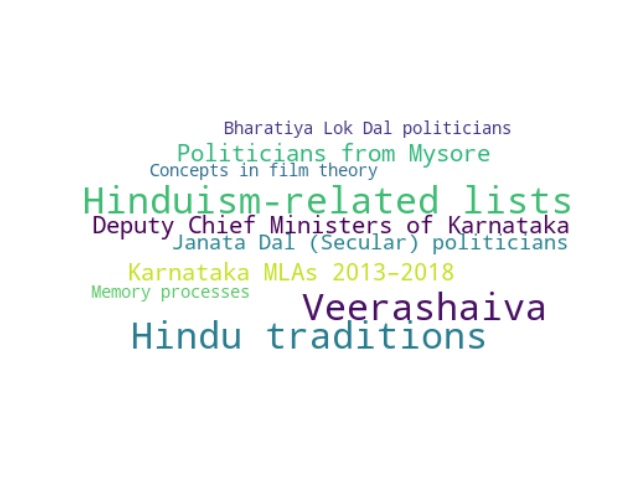 Bharatiya Lok Dal politicians
Politicians from Mysore
Concepts in film theory
Hinduism-related lists
Deputy Chief Ministers of Karnataka
Janata Dal (Secular) politicians
Karnataka MLAs 2013–2018
Memory processes
Veerashaiva
Hindu traditions